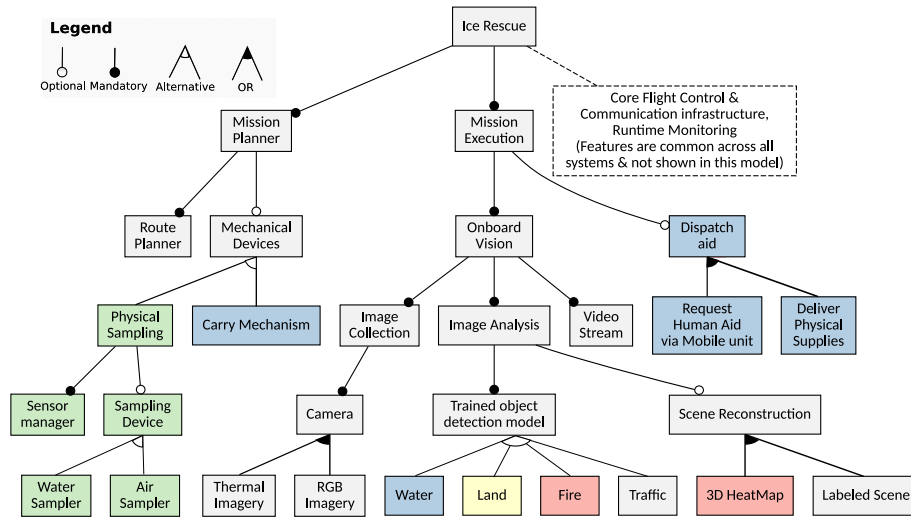 Ice Rescue
Legend
Optional Mandatory Alternative OR
Core Flight Control &
Communication infrastructure,
Runtime Monitoring
(Features are common across all
systems & not shown in this model)
Mission
Planner
Mission
Execution
Route
Planner
Mechanical
Devices
Onboard
Vision
Dispatch
aid
Physical
Sampling
Carry Mechanism
Image
Collection
Image Analysis
Video
Stream
Request
Human Aid
via Mobile unit
Deliver
Physical
Supplies
Sensor
manager
Sampling
Device
Camera
Trained object
detection model
Scene Reconstruction
Water
Sampler
Air
Sampler
Thermal
Imagery
RGB
Imagery
Water
Land
Fire
Traffic
3D HeatMap
Labeled Scene